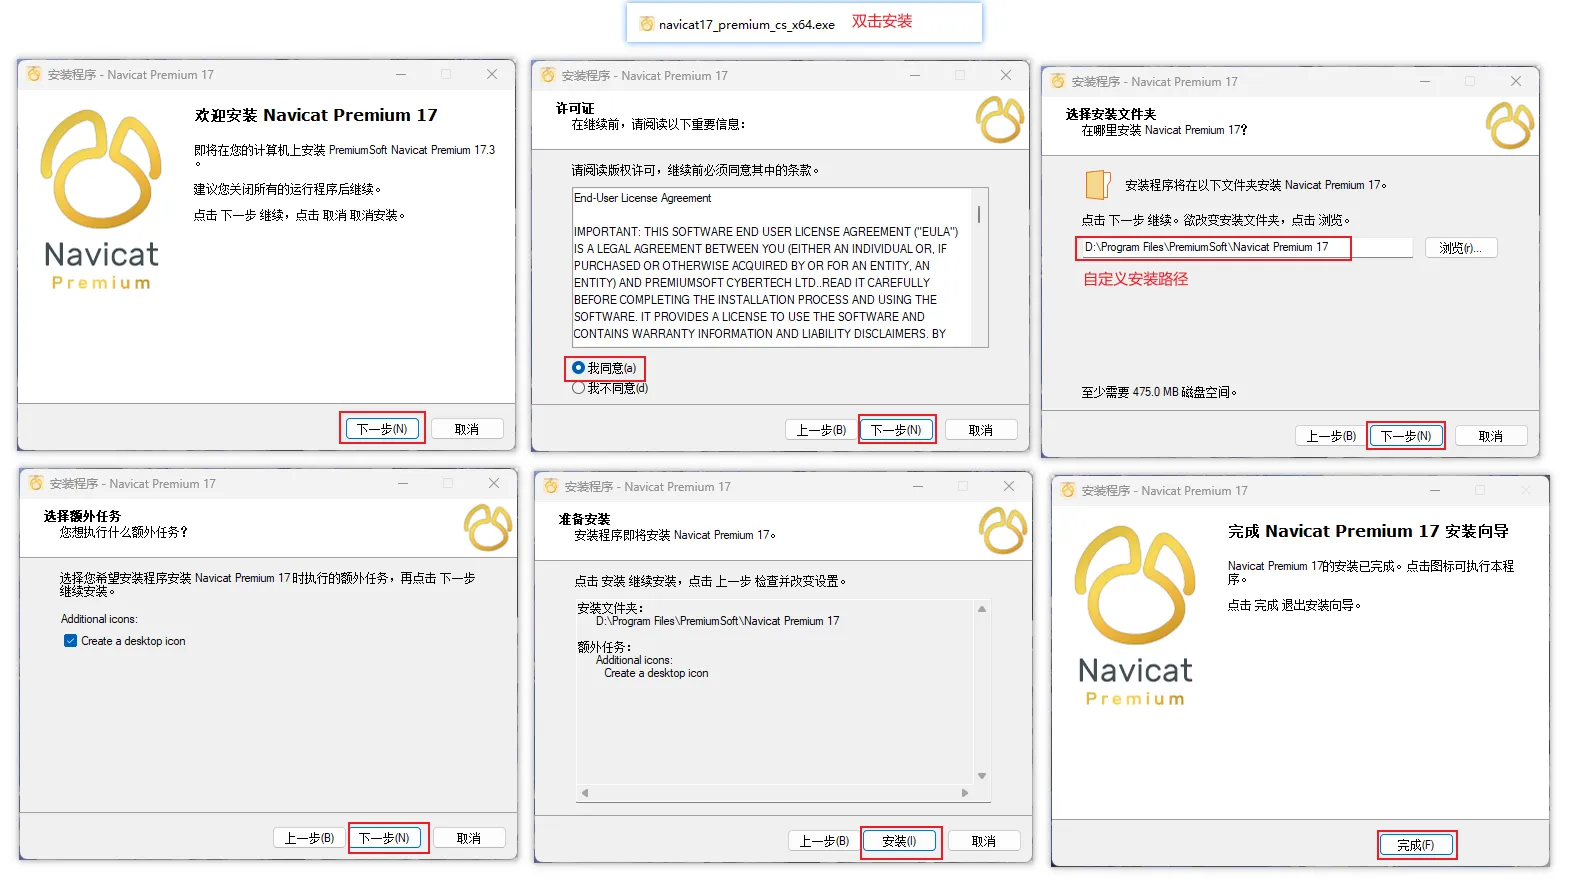 navicat17_premium_cs_x64.exe 双击安装
安装程序 - Navicat Premium 17
欢迎安装 Navicat Premium 17
即将在您的计算机上安装 PremiumSoft Navicat Premium 17.3
。
建议您关闭所有的运行程序后继续。
点击 下一步 继续，点击 取消 取消安装。
Navicat
Premium
下一步(N) 取消
安装程序 - Navicat Premium 17
许可证
在继续前，请阅读以下重要信息：
请阅读版权许可，继续前必须同意其中的条款。
End-User License Agreement
IMPORTANT: THIS SOFTWARE END USER LICENSE AGREEMENT ("EULA")
IS A LEGAL AGREEMENT BETWEEN YOU (EITHER AN INDIVIDUAL OR, IF
PURCHASED OR OTHERWISE ACQUIRED BY OR FOR AN ENTITY, AN
ENTITY) AND PREMIUMSOFT CYBERTECH LTD..READ IT CAREFULLY
BEFORE COMPLETING THE INSTALLATION PROCESS AND USING THE
SOFTWARE. IT PROVIDES A LICENSE TO USE THE SOFTWARE AND
CONTAINS WARRANTY INFORMATION AND LIABILITY DISCLAIMERS. BY
我同意(a)
我不同意(d)
上一步(B) 下一步(N) 取消
安装程序 - Navicat Premium 17
选择安装文件夹
在哪里安装 Navicat Premium 17？
安装程序将在以下文件夹安装 Navicat Premium 17。
点击 下一步 继续。欲改变安装文件夹，点击 浏览。
D:\Program Files\PremiumSoft\Navicat Premium 17 浏览(r)...
自定义安装路径
至少需要 475.0 MB 磁盘空间。
上一步(B) 下一步(N) 取消
安装程序 - Navicat Premium 17
选择额外任务
您想执行什么额外任务？
选择您希望安装程序安装 Navicat Premium 17 时执行的额外任务，再点击 下一步
继续安装。
Additional icons:
Create a desktop icon
上一步(B) 下一步(N) 取消
安装程序 - Navicat Premium 17
准备安装
安装程序即将安装 Navicat Premium 17。
点击 安装 继续安装，点击 上一步 检查并改变设置。
安装文件夹：
D:\Program Files\PremiumSoft\Navicat Premium 17
额外任务：
Additional icons:
Create a desktop icon
上一步(B) 安装(I) 取消
安装程序 - Navicat Premium 17
完成 Navicat Premium 17 安装向导
Navicat Premium 17的安装已完成。点击图标可执行本程
序。
点击 完成 退出安装向导。
Navicat
Premium
完成(F)